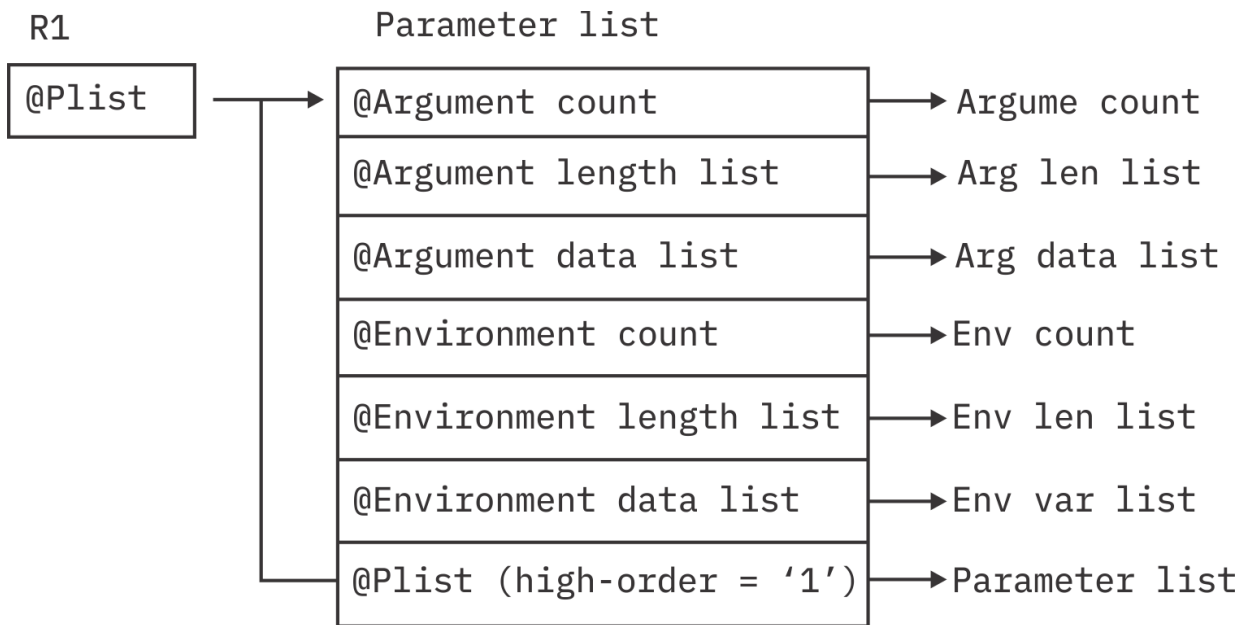 R1
Parameter list
@Plist
@Argument count
Argume count
@Argument length list
Arg len list
@Argument data list
Arg data list
@Environment count
Env count
@Environment length list
Env len list
@Environment data list
Env var list
@Plist (high-order = ‘1’)
Parameter list